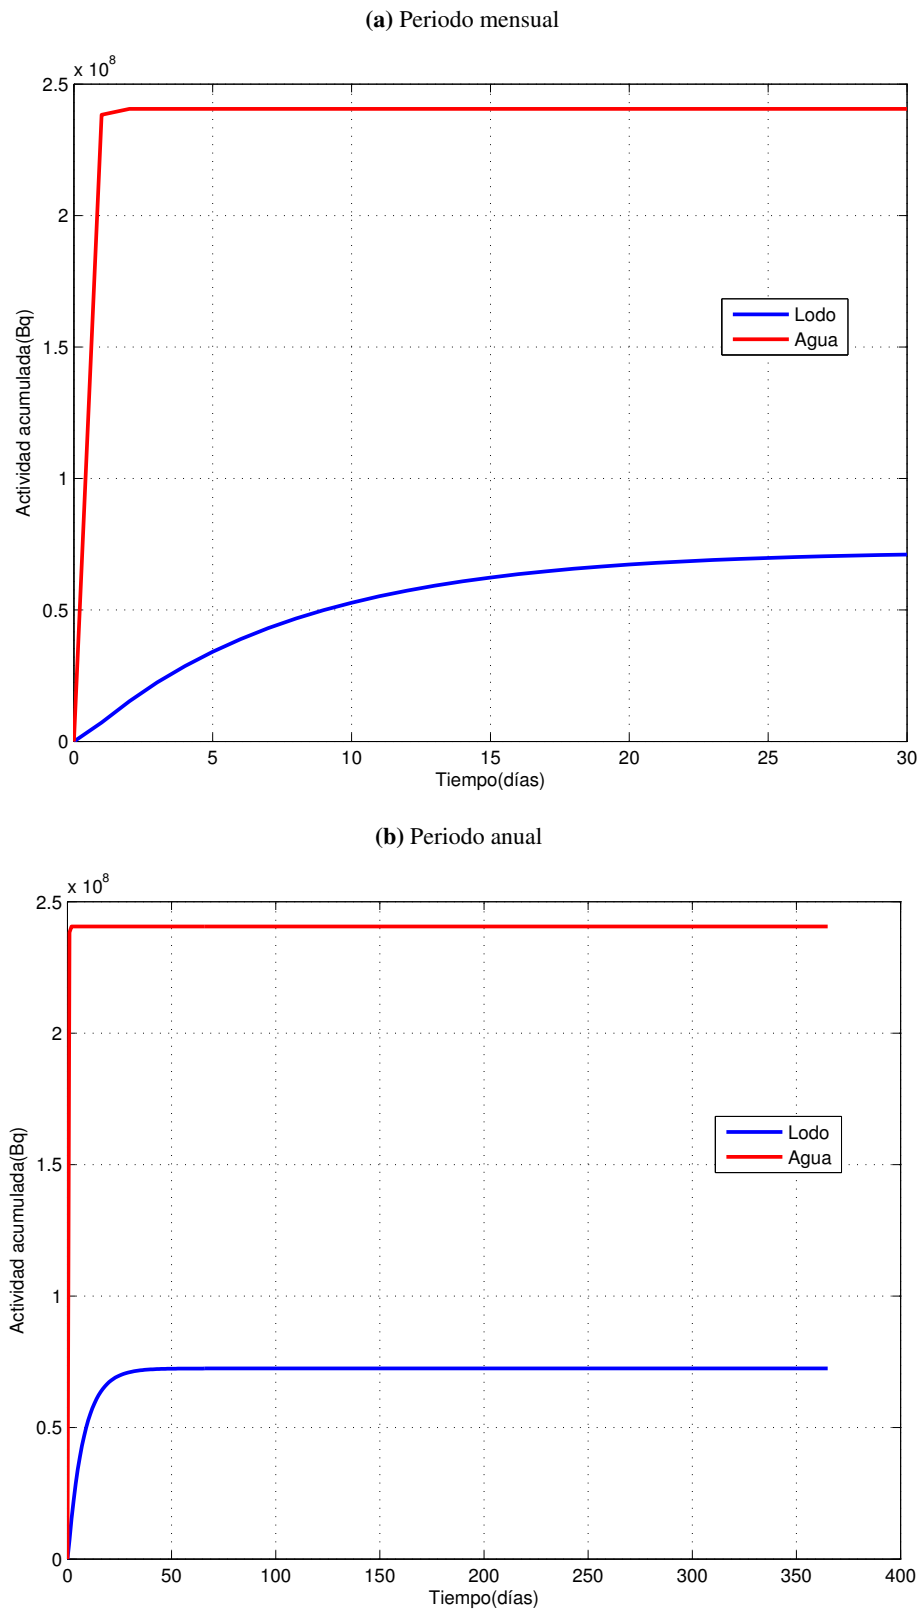 (a) Periodo mensual
x 10^8
2.5
2
1.5
1
0.5
0
Actividad acumulada(Bq)
Lodo
Agua
0 5 10 15 20 25 30
Tiempo(días)
(b) Periodo anual
x 10^8
2.5
2
1.5
1
0.5
0
Actividad acumulada(Bq)
Lodo
Agua
0 50 100 150 200 250 300 350 400
Tiempo(días)